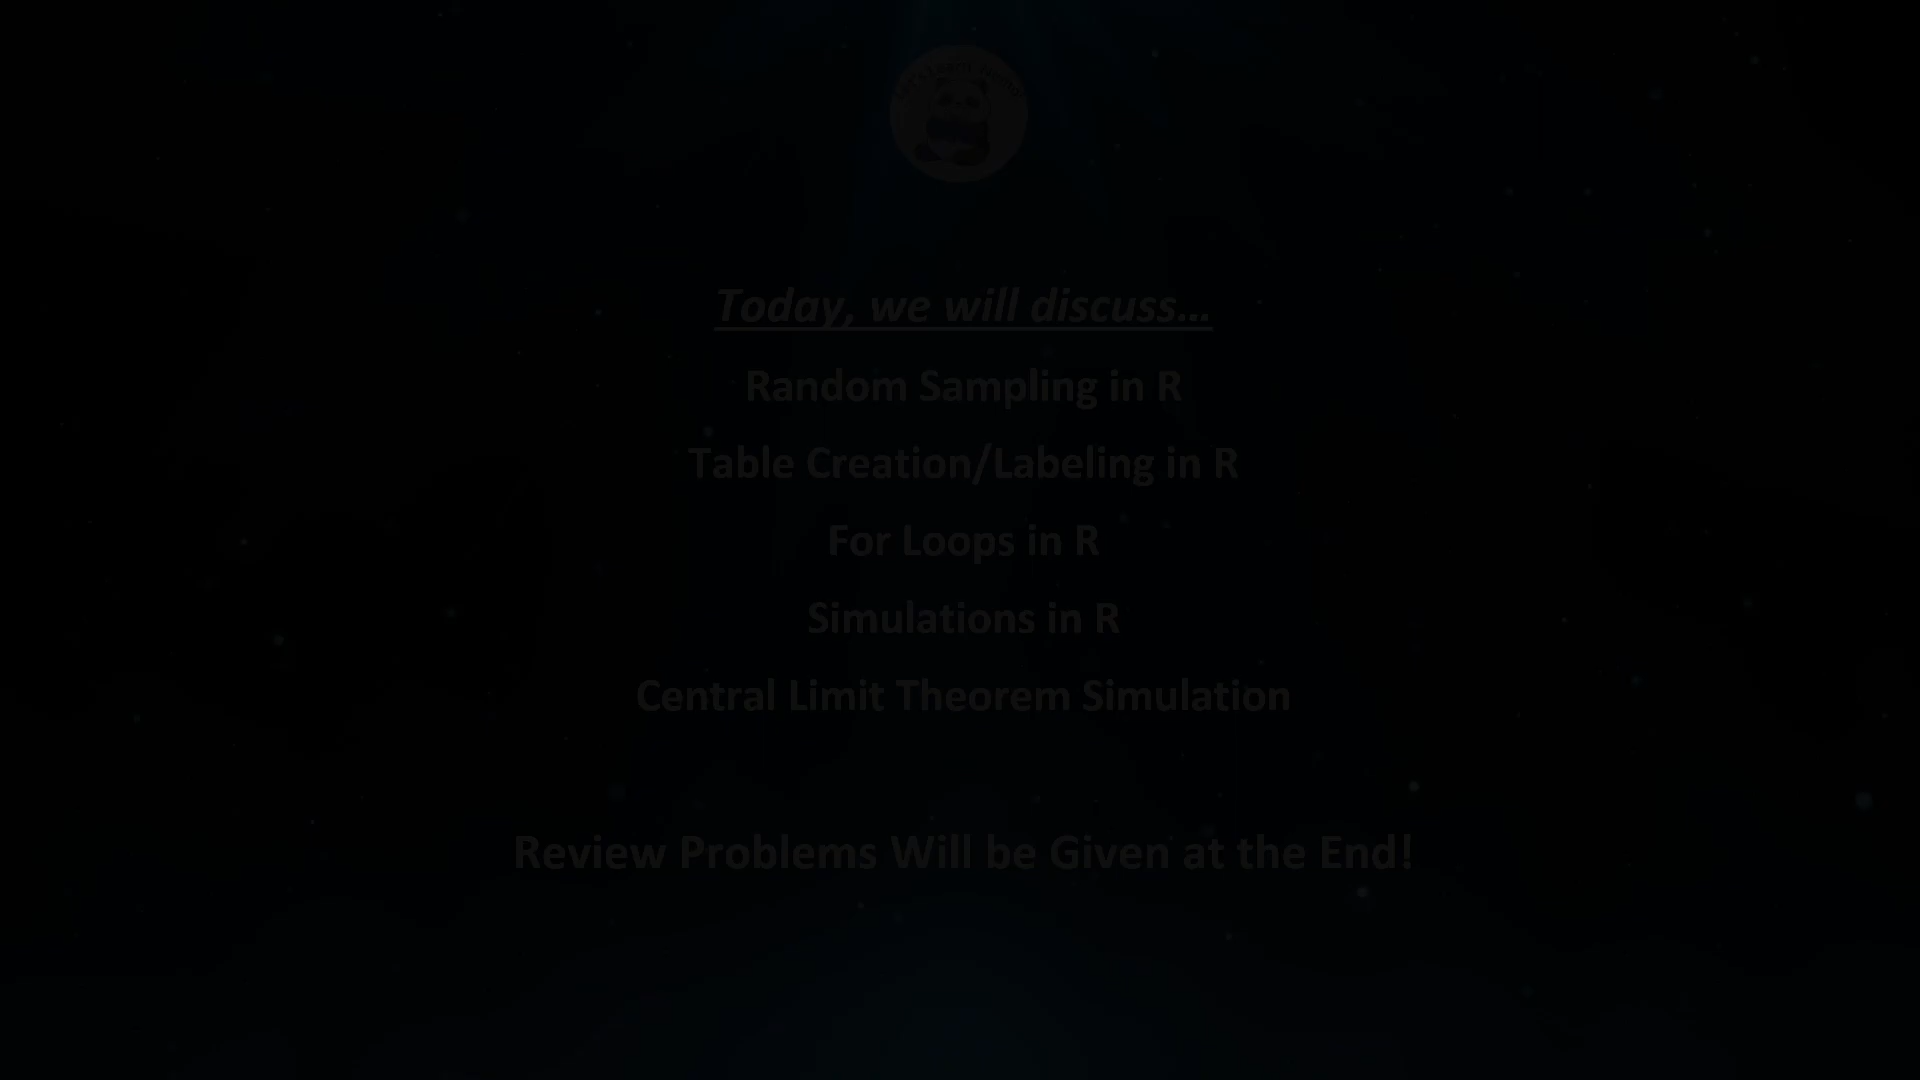 Today, we will discuss...
Random Sampling in R
Table Creation/Labeling in R
For Loops in R
Simulations in R
Central Limit Theorem Simulation
Review Problems Will be Given at the End!